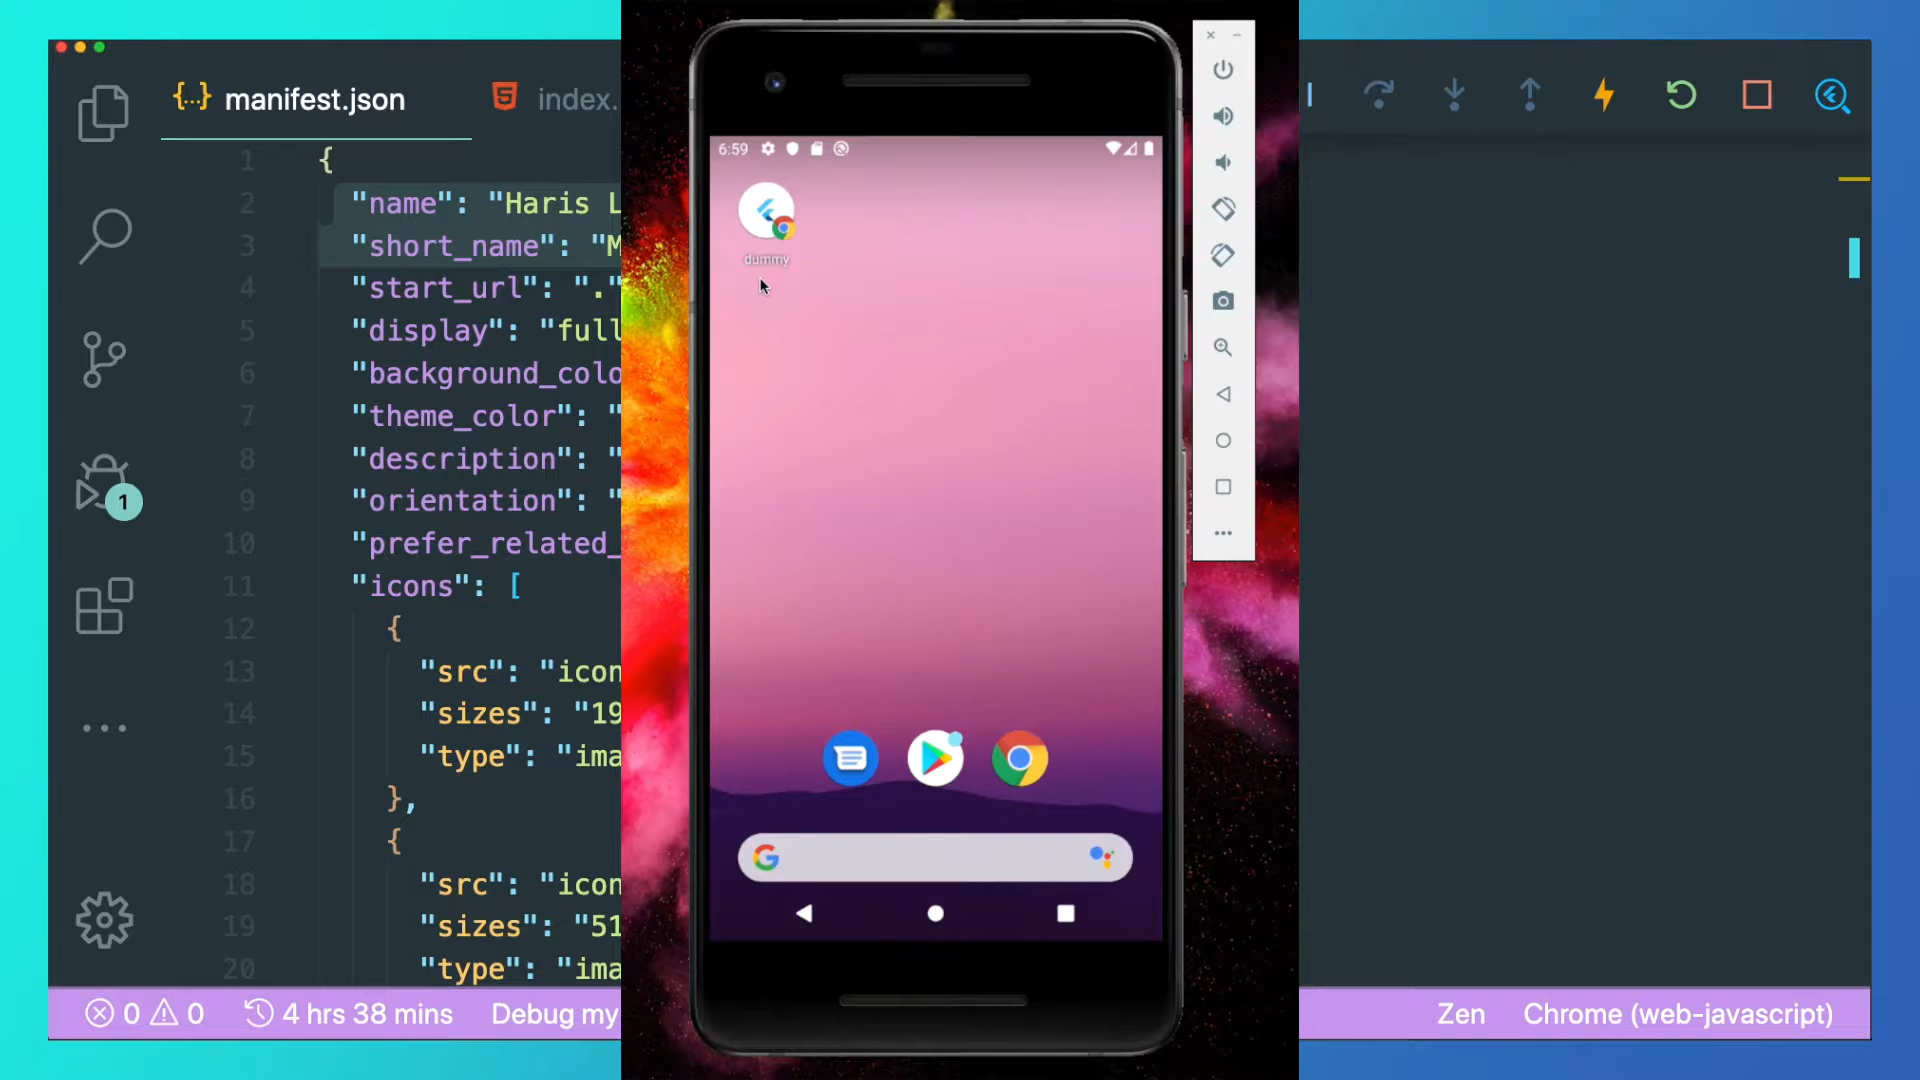 manifest.json
index.
1 {
2 "name": "Haris L
3 "short_name": "M
4 "start_url": "."
5 "display": "full
6 "background_colo
7 "theme_color": "
8 "description": "
9 "orientation": "
10 "prefer_related_
11 "icons": [
12 {
13 "src": "icon
14 "sizes": "19
15 "type": "ima
16 },
17 {
18 "src": "icon
19 "sizes": "51
20 "type": "ima
1
0 0 4 hrs 38 mins Debug my
6:59
dummy
G
Zen Chrome (web-javascript)